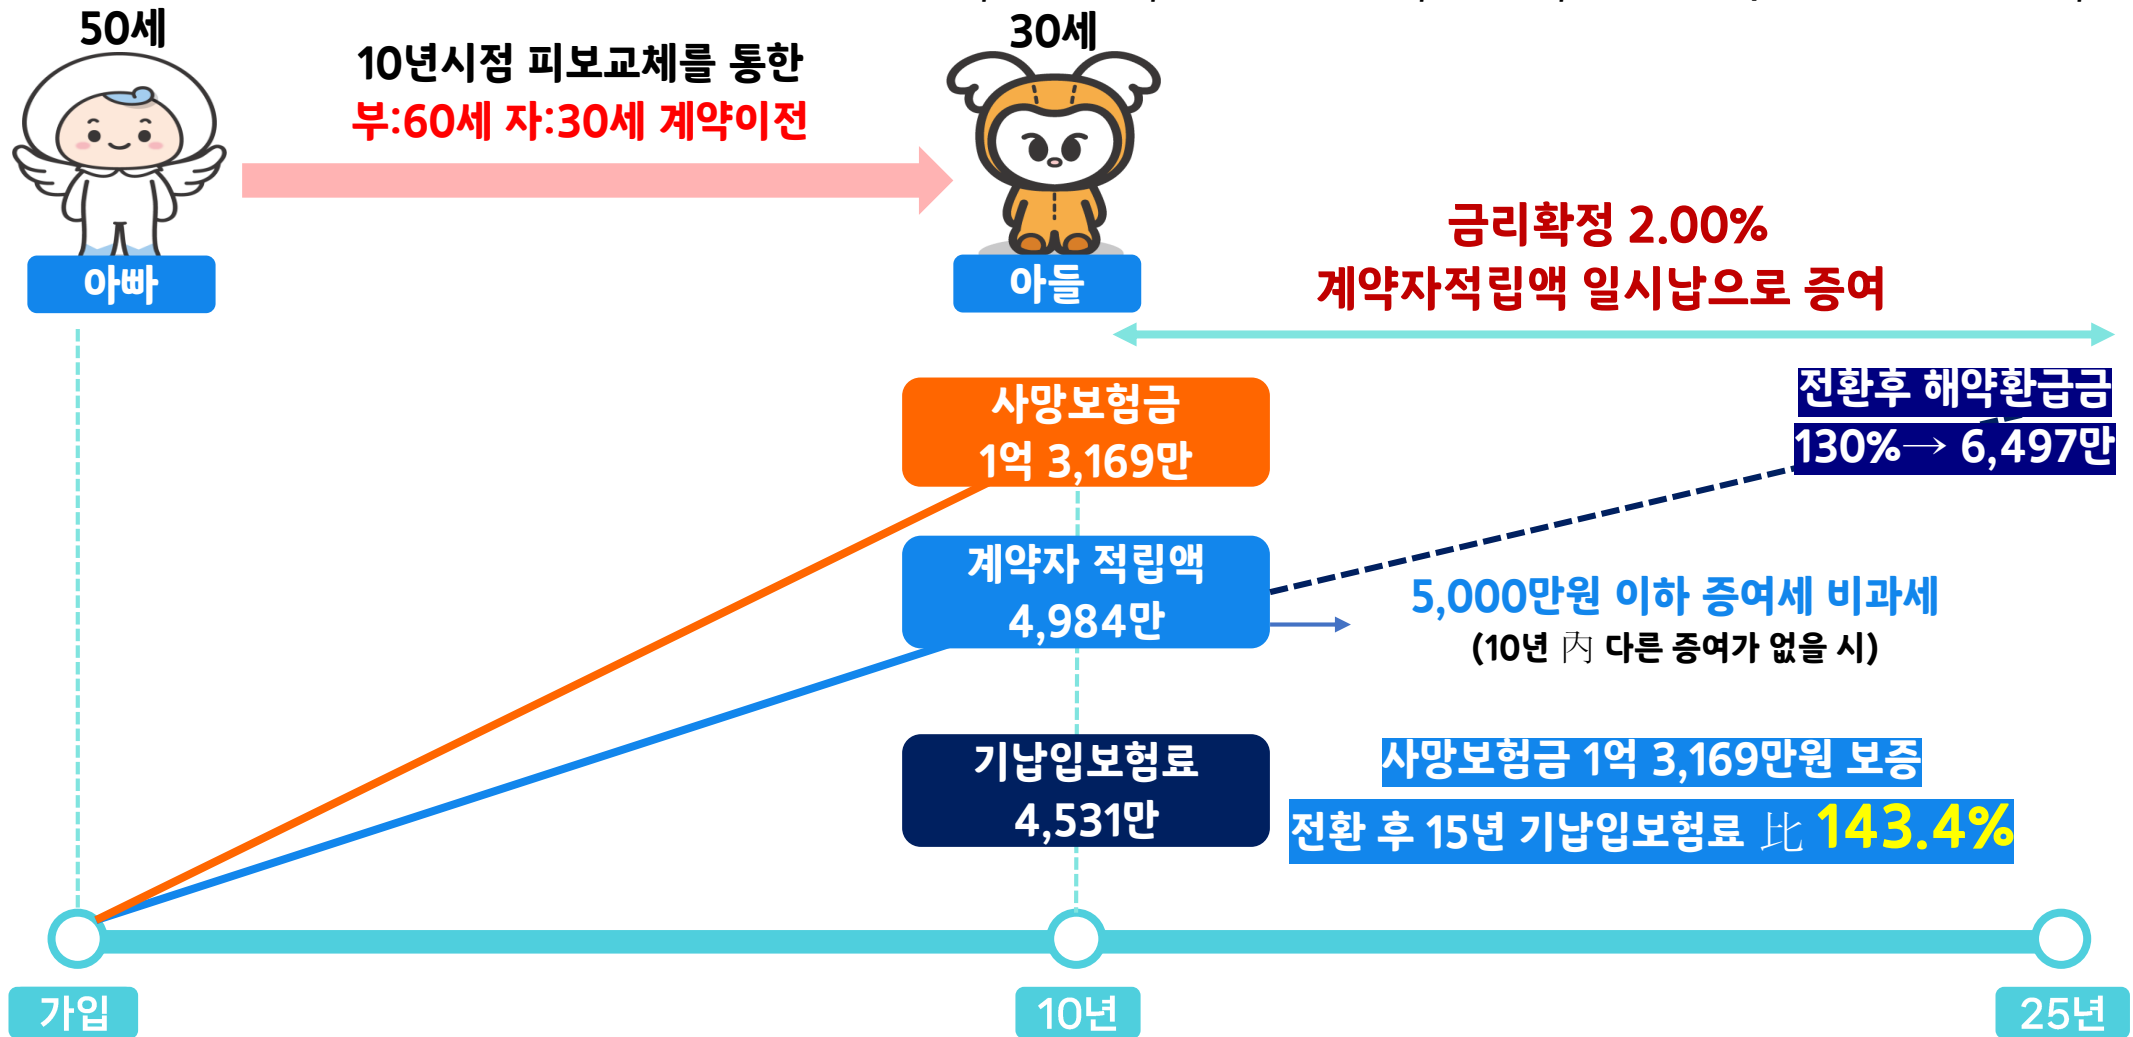 50세
10년시점 피보교체를 통한
부:60세 자:30세 계약이전
30세
아빠
아들
금리확정 2.00%
계약자적립액 일시납으로 증여
사망보험금
1억 3,169만
전환후 해약환급금
130%→ 6,497만
계약자 적립액
4,984만
5,000만원 이하 증여세 비과세
(10년 內 다른 증여가 없을 시)
기납입보험료
4,531만
사망보험금 1억 3,169만원 보증
전환 후 15년 기납입보험료 比 143.4%
가입
10년
25년